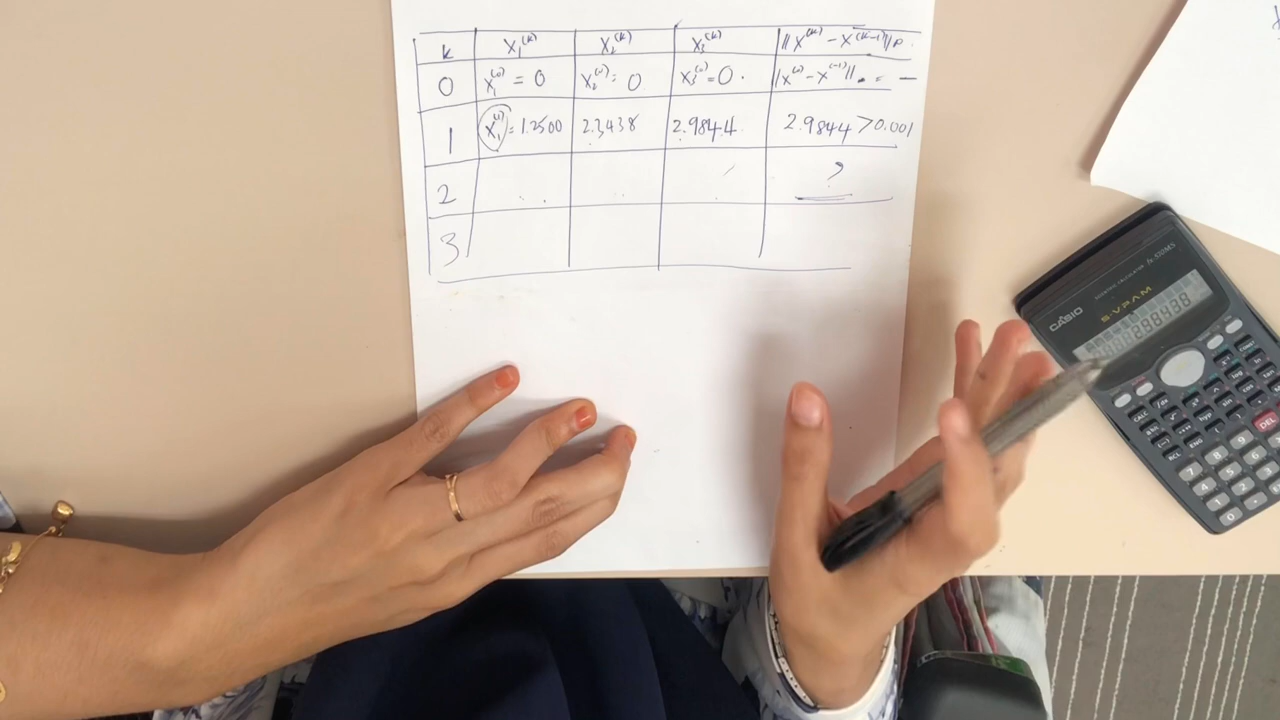 k x₁⁽ᵏ⁾ x₂⁽ᵏ⁾ x₃⁽ᵏ⁾ ||x⁽ᵏ⁾ - x⁽ᵏ⁻¹⁾||
0 x₁⁽⁰⁾ = 0 x₂⁽⁰⁾ = 0 x₃⁽⁰⁾ = 0 ||x⁽⁰⁾ - x⁽⁻¹⁾|| = —
1 x₁⁽¹⁾ = 1.2500 2.3438 2.9844 2.9844 > 0.001
2 ?
3
CASIO
S-V.P.A.M.
DEL